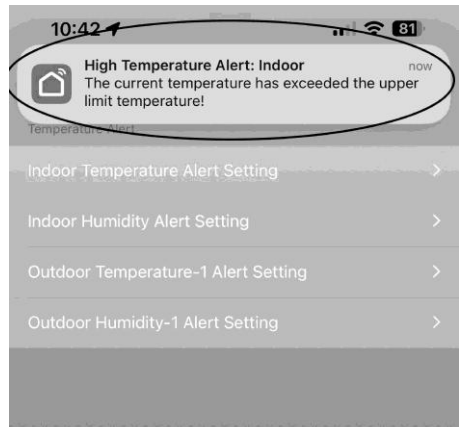 10:42
81
High Temperature Alert: Indoor
now
The current temperature has exceeded the upper
limit temperature!
Temperature Alert
Indoor Temperature Alert Setting
Indoor Humidity Alert Setting
Outdoor Temperature-1 Alert Setting
Outdoor Humidity-1 Alert Setting